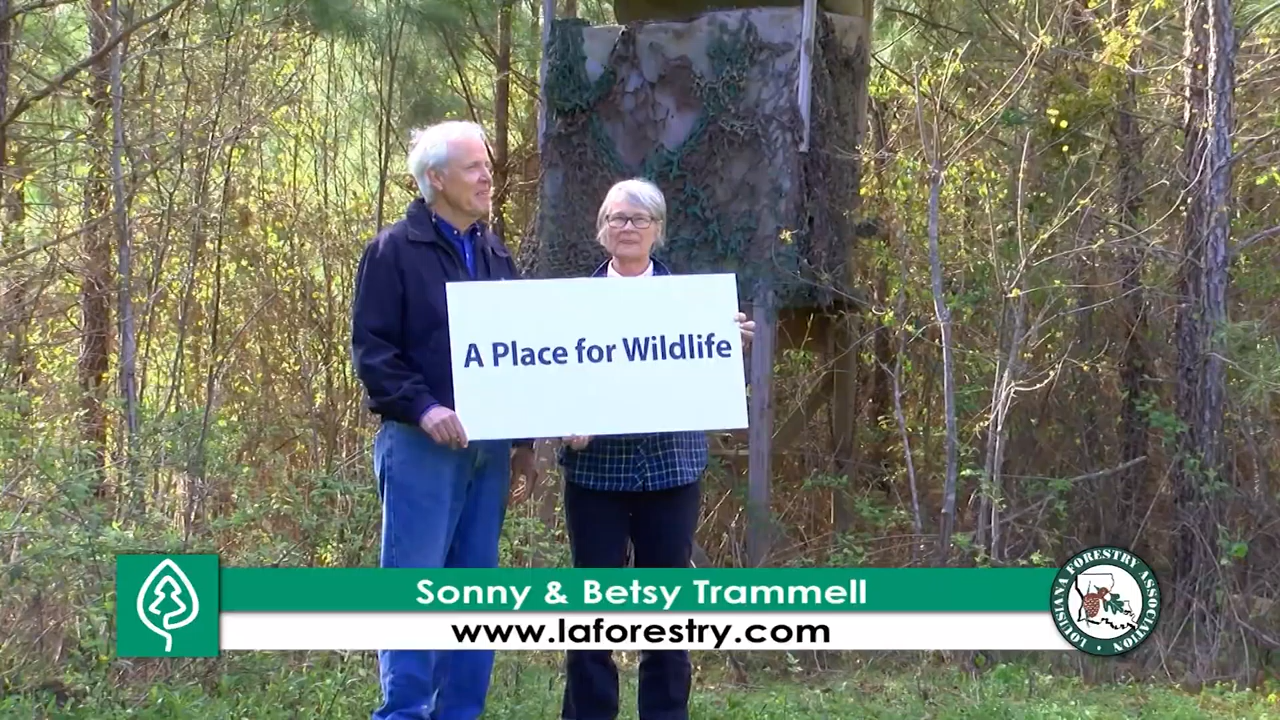 A Place for Wildlife
Sonny & Betsy Trammell
www.laforestry.com
LOUISIANA FORESTRY ASSOCIATION